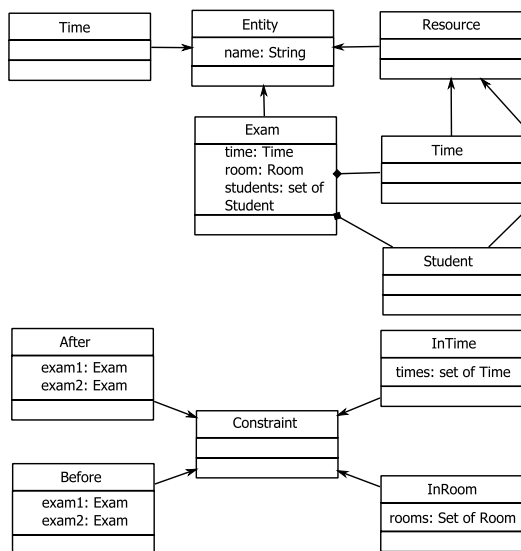 Time
Entity
name: String
Resource
Exam
time: Time
room: Room
students: set of
Student
Time
Student
After
exam1: Exam
exam2: Exam
InTime
times: set of Time
Constraint
Before
exam1: Exam
exam2: Exam
InRoom
rooms: Set of Room